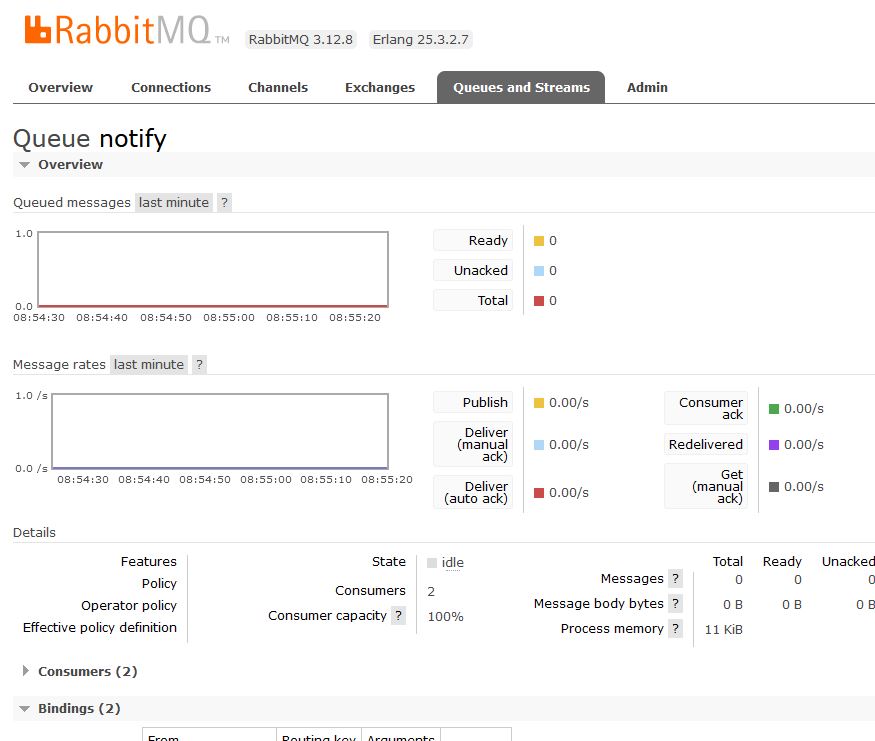 RabbitMQ TM RabbitMQ 3.12.8 Erlang 25.3.2.7
Overview Connections Channels Exchanges Queues and Streams Admin
Queue notify
Overview
Queued messages last minute ?
1.0
0.0
08:54:30 08:54:40 08:54:50 08:55:00 08:55:10 08:55:20
Ready 0
Unacked 0
Total 0
Message rates last minute ?
1.0 /s
0.0 /s
08:54:30 08:54:40 08:54:50 08:55:00 08:55:10 08:55:20
Publish 0.00/s
Deliver
(manual
ack) 0.00/s
Deliver
(auto ack) 0.00/s
Consumer
ack 0.00/s
Redelivered 0.00/s
Get
(manual
ack) 0.00/s
Details
Features
Policy
Operator policy
Effective policy definition
State idle
Consumers 2
Consumer capacity ? 100%
Total Ready Unacked
Messages ? 0 0 0
Message body bytes ? 0 B 0 B 0 B
Process memory ? 11 KiB
Consumers (2)
Bindings (2)
From Routing key Arguments